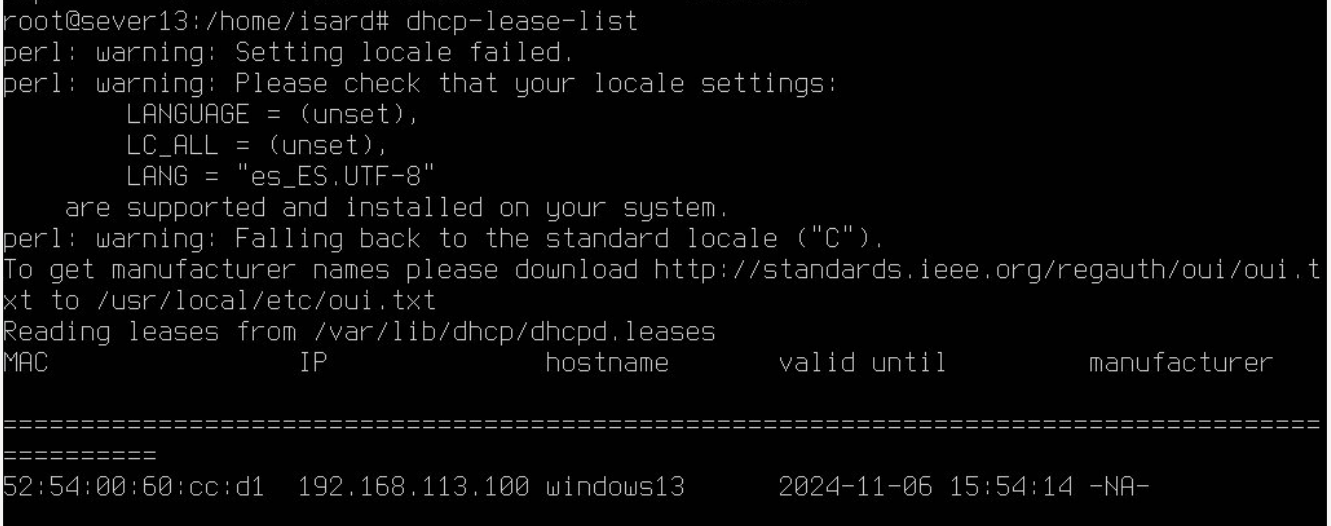 root@sever13:/home/isard# dhcp-lease-list
perl: warning: Setting locale failed.
perl: warning: Please check that your locale settings:
        LANGUAGE = (unset),
        LC_ALL = (unset),
        LANG = "es_ES.UTF-8"
    are supported and installed on your system.
perl: warning: Falling back to the standard locale ("C").
To get manufacturer names please download http://standards.ieee.org/regauth/oui/oui.t
xt to /usr/local/etc/oui.txt
Reading leases from /var/lib/dhcp/dhcpd.leases
MAC                IP              hostname       valid until         manufacturer
=====================================================================================
==========
52:54:00:60:cc:d1  192.168.113.100 windows13      2024-11-06 15:54:14 -NA-